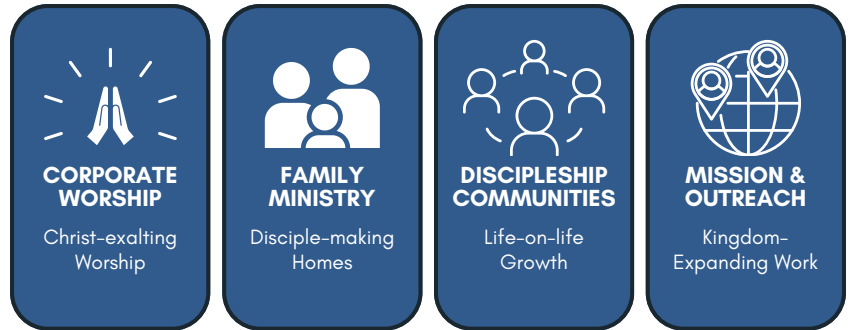 CORPORATE
WORSHIP
Christ-exalting
Worship
FAMILY
MINISTRY
Disciple-making
Homes
DISCIPLESHIP
COMMUNITIES
Life-on-life
Growth
MISSION &
OUTREACH
Kingdom-
Expanding Work